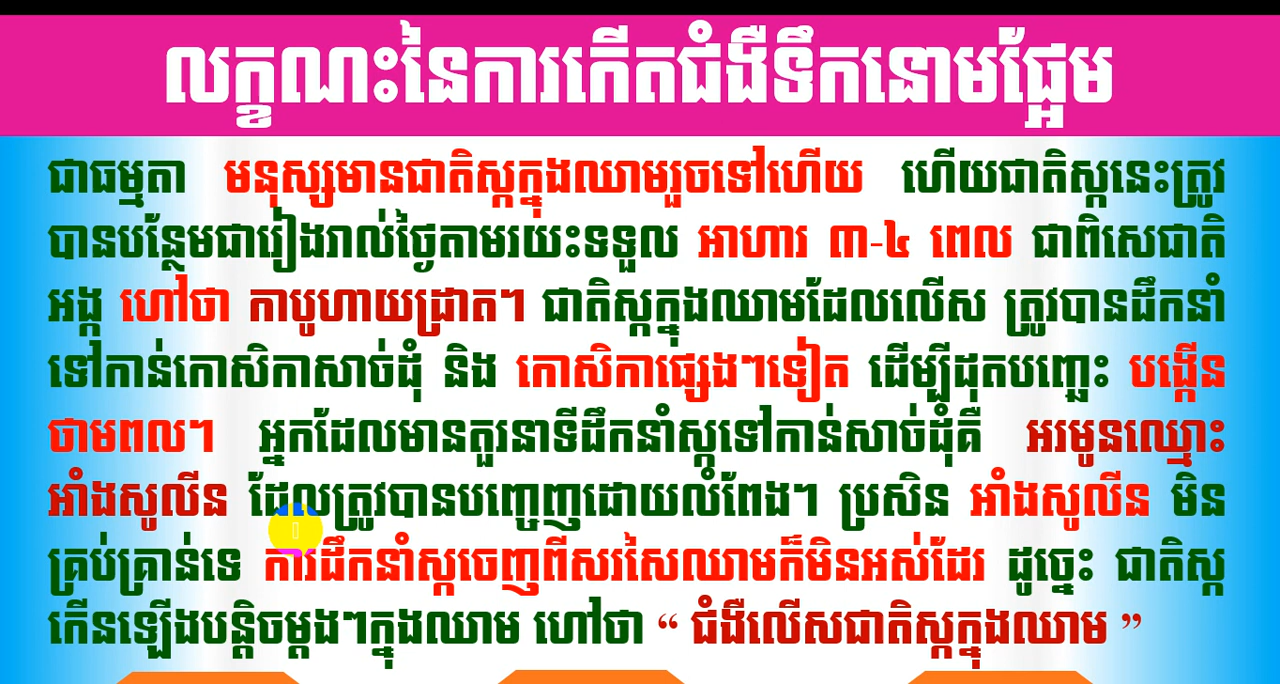 លក្ខណះនៃការកើតជំងឺទឹកនោមផ្អែម
ជាធម្មតា មនុស្សមានជាតិស្ករក្នុងឈាមរួចទៅហើយ ហើយជាតិស្កនេះត្រូវ
បានបន្ថែមជារៀងរាល់ថ្ងៃតាមរយះទទួល អាហារ ៣-៤ ពេល ជាពិសេជាតិ
អង្ក ហៅថា កាបូហាយដ្រាត។ ជាតិស្កក្នុងឈាមដែលលើស ត្រូវបានដឹកនាំ
ទៅកាន់កោសិកាសាច់ដុំ និង កោសិកាផ្សេងៗទៀត ដើម្បីដុតបញ្ឆេះ បង្កើន
ថាមពល។ អ្នកដែលមានតួរនាទីដឹកនាំស្កទៅកាន់សាច់ដុំគឺ អរមូនឈ្មោះ
អាំងសូលីន ដែលត្រូវបានបញ្ចេញដោយលំពែង។ ប្រសិន អាំងសូលីន មិន
គ្រប់គ្រាន់ទេ ការដឹកនាំស្កចេញពីសរសៃឈាមក៏មិនអស់ដែរ ដូច្នេះ ជាតិស្ក
កើនឡើងបន្តិចម្តងៗក្នុងឈាម ហៅថា “ ជំងឺលើសជាតិស្កក្នុងឈាម ”